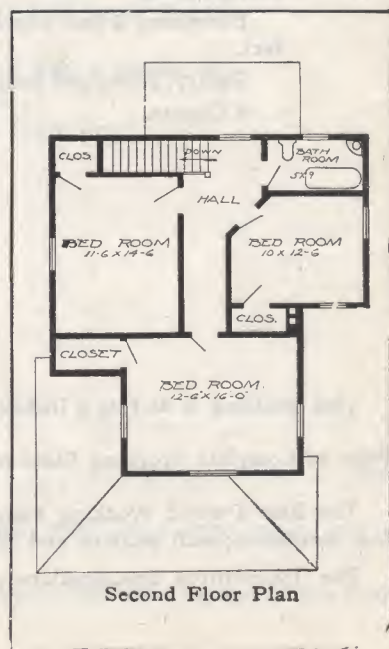 CLOS.
DOWN
BATH
ROOM
5X9
HALL
BED ROOM
11-6 X 14-6
BED ROOM
10 X 12-6
CLOS.
CLOSET
BED ROOM.
12-6 X 16-0
Second Floor Plan